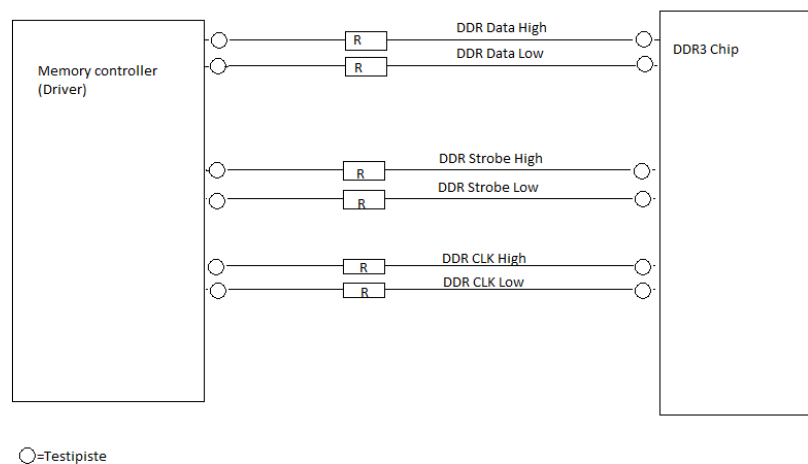 DDR Data High
R
DDR Data Low
R
DDR3 Chip
Memory controller
(Driver)
DDR Strobe High
R
DDR Strobe Low
R
DDR CLK High
R
DDR CLK Low
R
=Testipiste